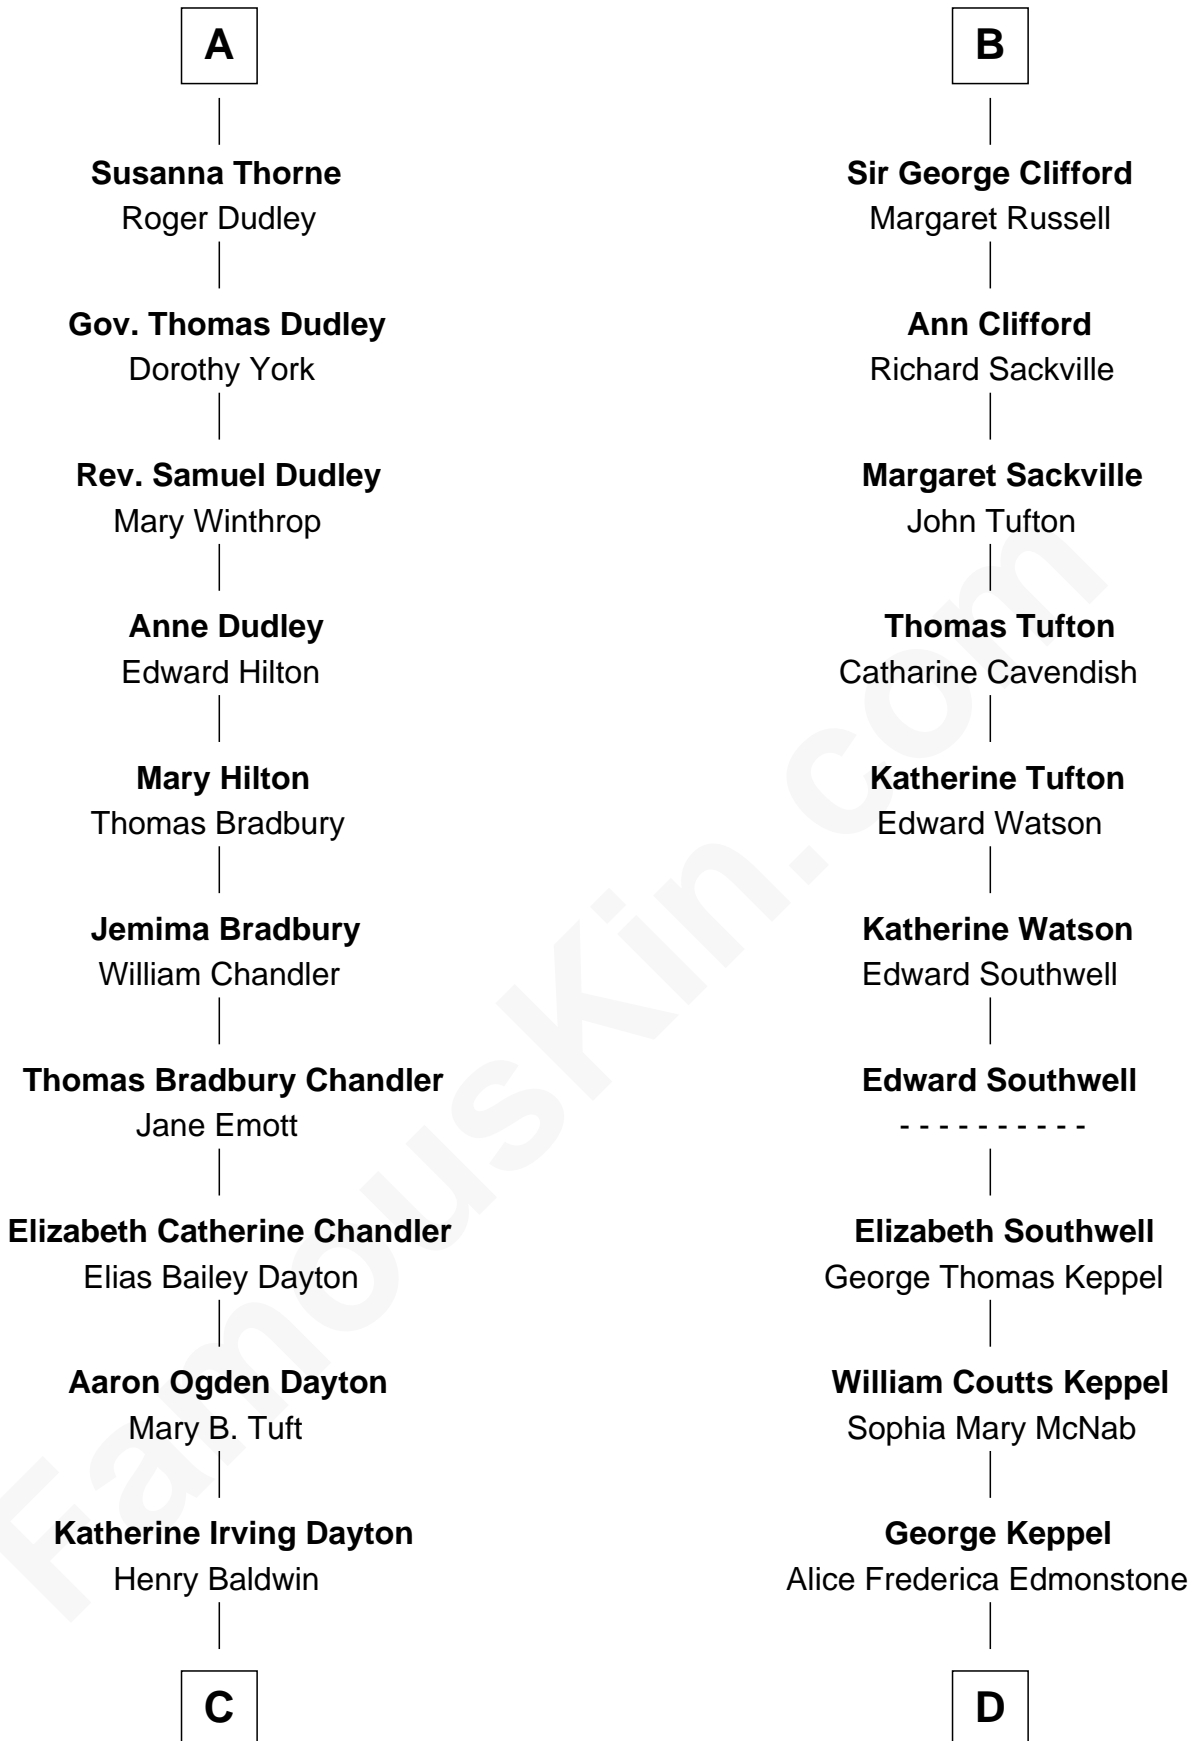 A
Susanna Thorne
Roger Dudley
Gov. Thomas Dudley
Dorothy York
Rev. Samuel Dudley
Mary Winthrop
Anne Dudley
Edward Hilton
Mary Hilton
Thomas Bradbury
Jemima Bradbury
William Chandler
Thomas Bradbury Chandler
Jane Emott
Elizabeth Catherine Chandler
Elias Bailey Dayton
Aaron Ogden Dayton
Mary B. Tuft
Katherine Irving Dayton
Henry Baldwin
C
B
Sir George Clifford
Margaret Russell
Ann Clifford
Richard Sackville
Margaret Sackville
John Tufton
Thomas Tufton
Catharine Cavendish
Katherine Tufton
Edward Watson
Katherine Watson
Edward Southwell
Edward Southwell
- - - - - - - - - -
Elizabeth Southwell
George Thomas Keppel
William Coutts Keppel
Sophia Mary McNab
George Keppel
Alice Frederica Edmonstone
D
FamousKin.com